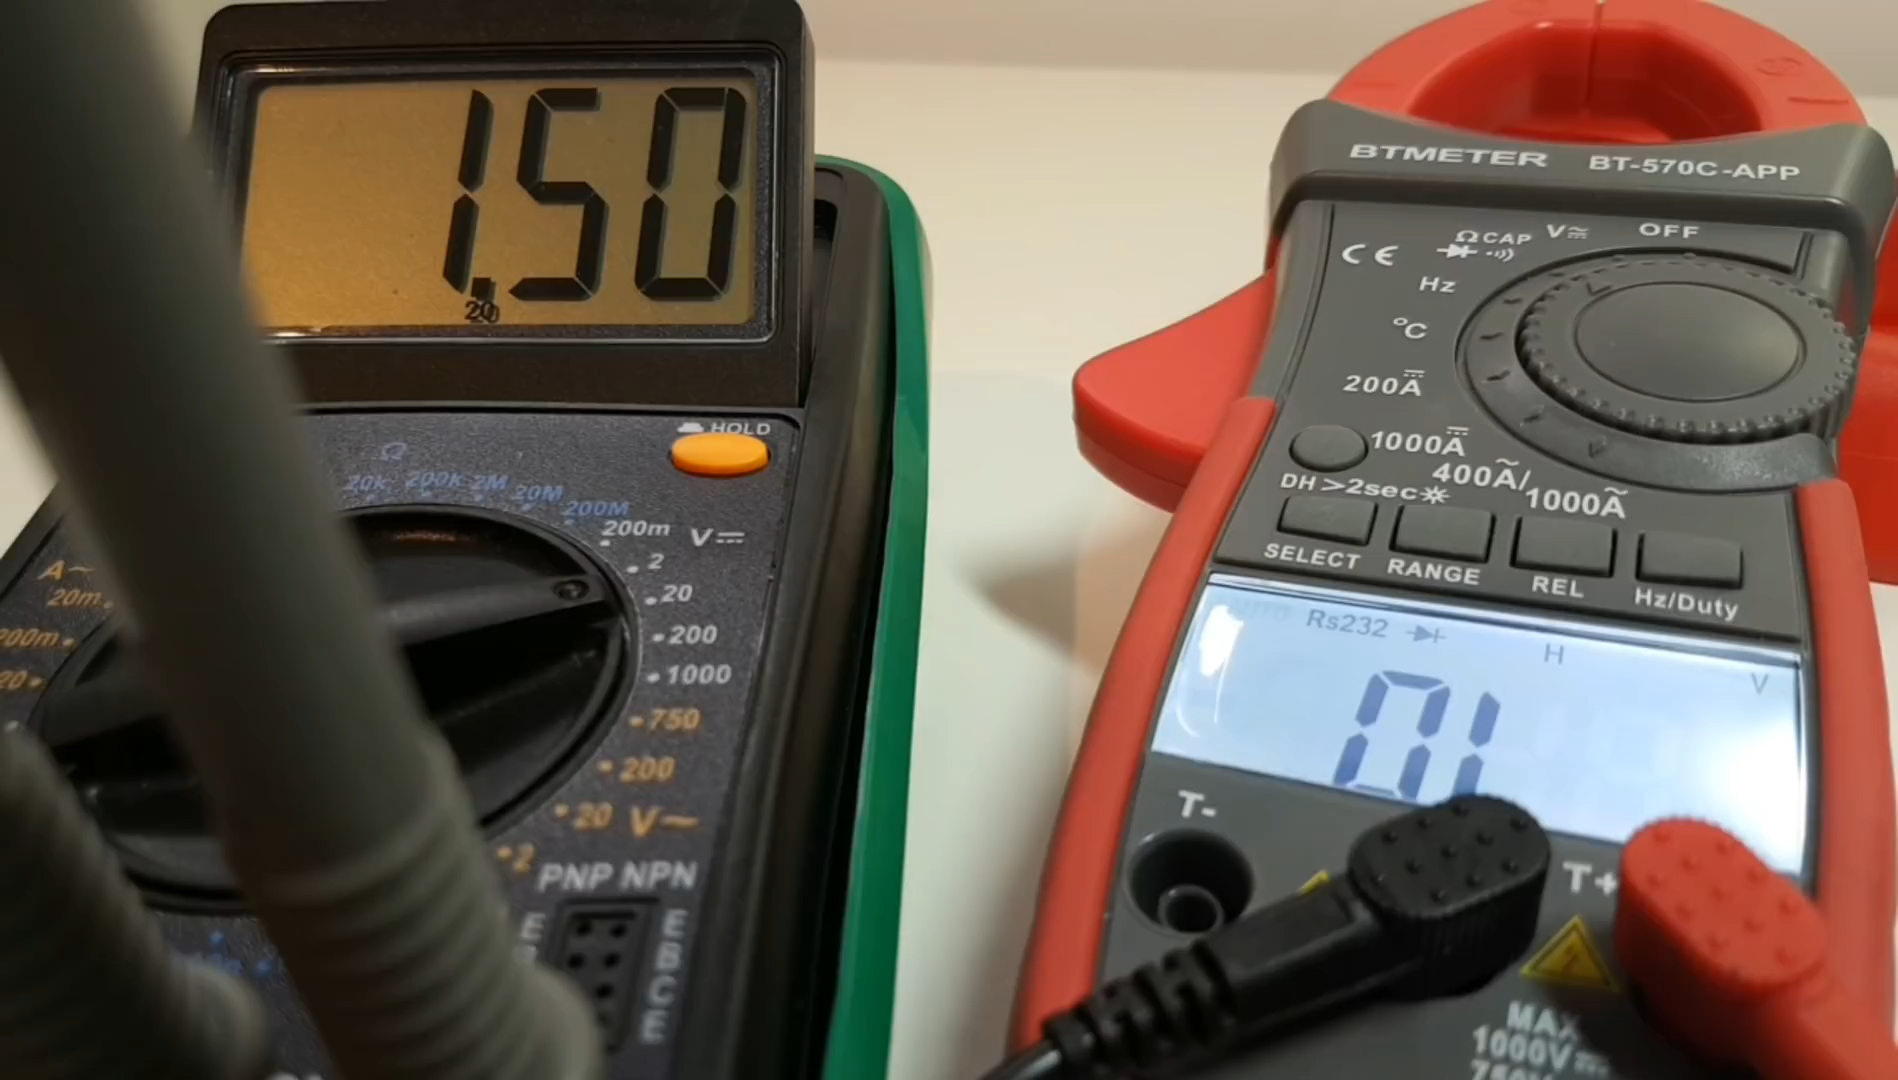 1.50
20
HOLD
Ω
20k 200K 2M 20M 200M
200m V
2
20
200
1000
750
200
20 V~
2
A~
20m
200m
20
PNP NPN
E
B
C
E
E
BTMETER BT-570C-APP
CE
ΩCAP V OFF
Hz
°C
200A
1000A
400A/
1000A
DH >2sec
SELECT RANGE REL Hz/Duty
Rs232 H V
T-
T+
MAX
1000V